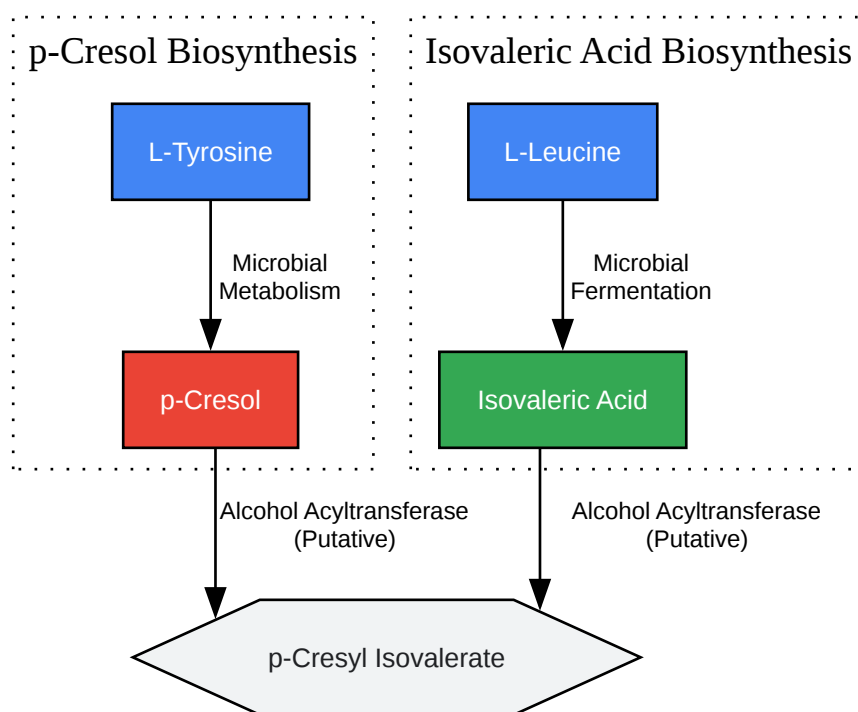 p-Cresol Biosynthesis
Isovaleric Acid Biosynthesis
L-Tyrosine
L-Leucine
Microbial
Metabolism
Microbial
Fermentation
p-Cresol
Isovaleric Acid
Alcohol Acyltransferase
(Putative)
Alcohol Acyltransferase
(Putative)
p-Cresyl Isovalerate